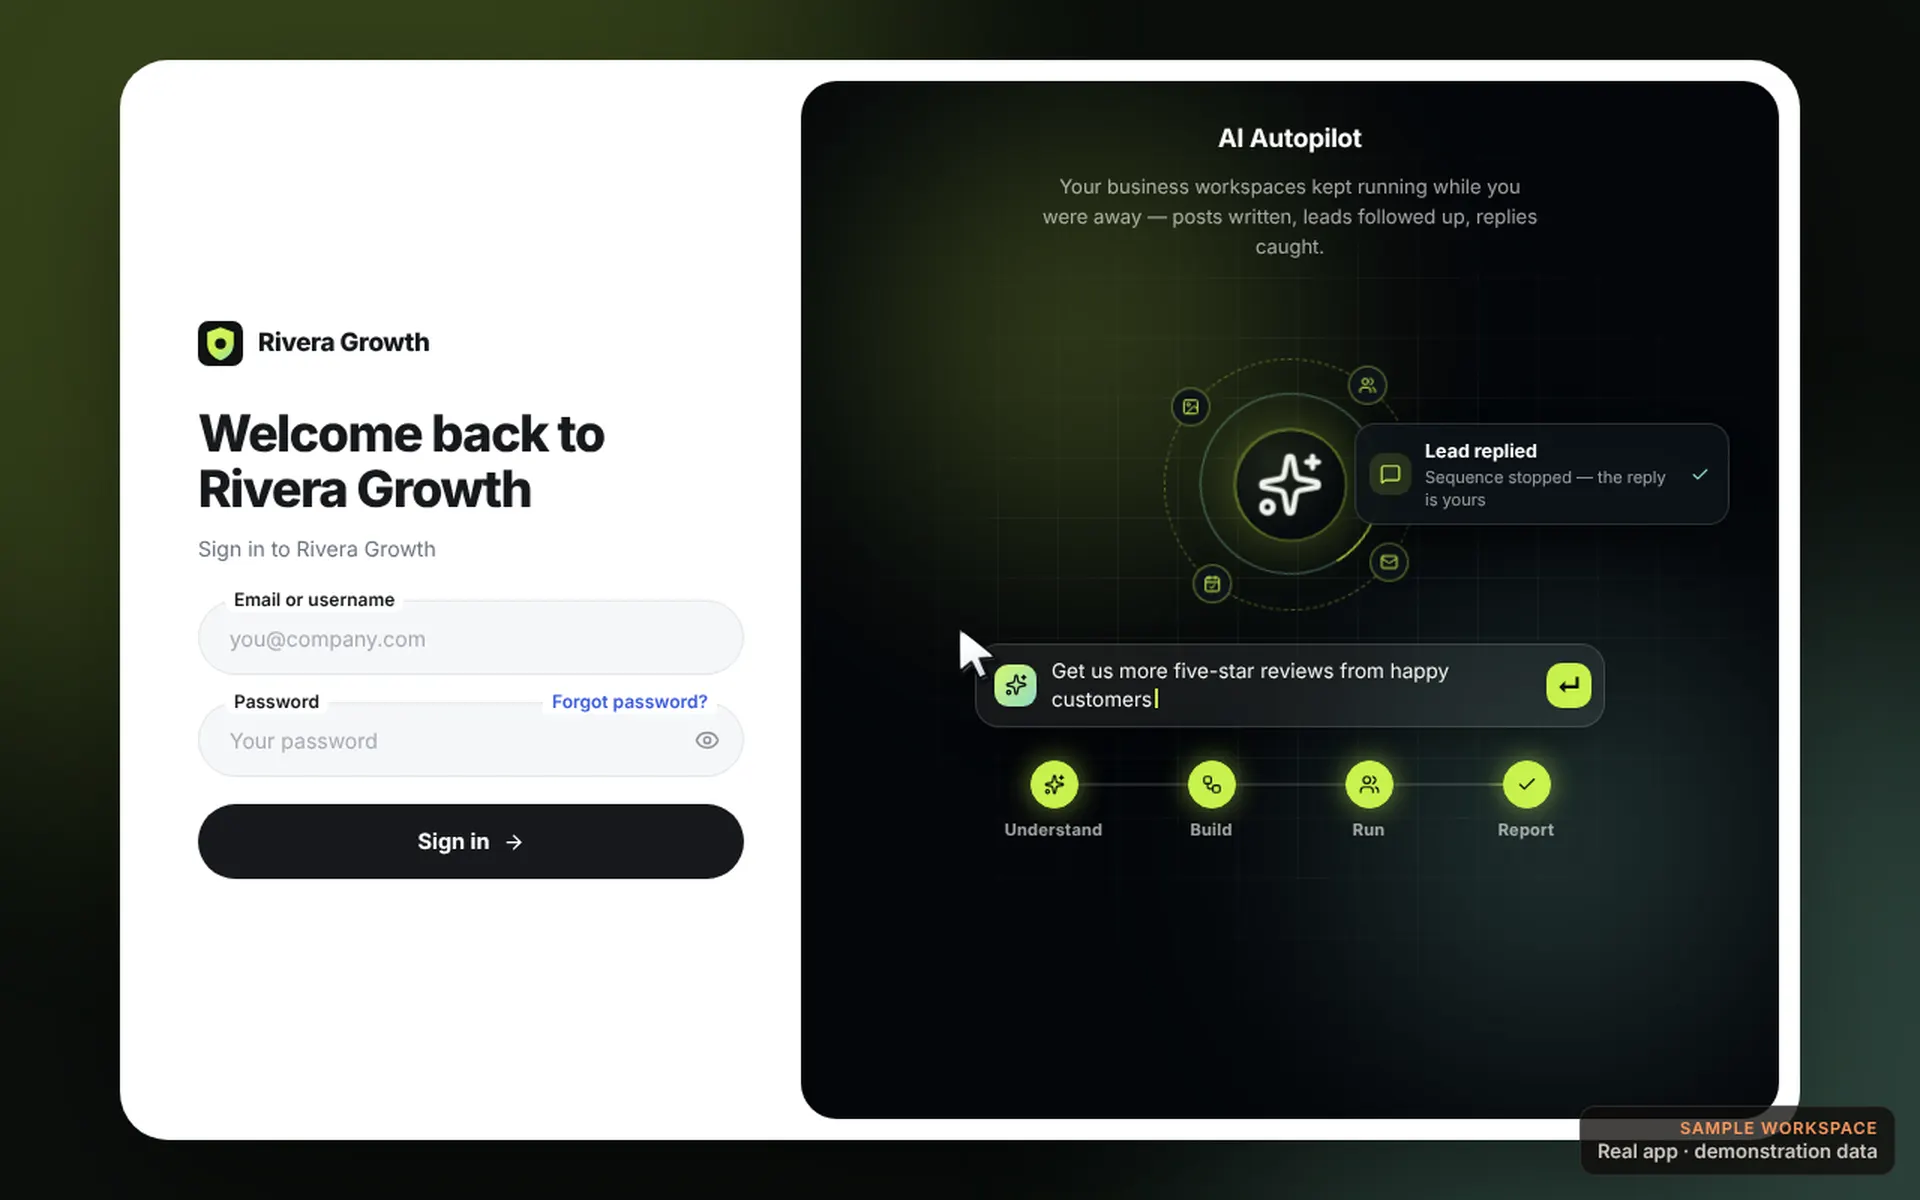 Rivera Growth
Welcome back to
Rivera Growth
Sign in to Rivera Growth
Email or username
you@company.com
Password
Forgot password?
Your password
Sign in
AI Autopilot
Your business workspaces kept running while you
were away — posts written, leads followed up, replies
caught.
Lead replied
Sequence stopped — the reply
is yours
Get us more five-star reviews from happy
customers
Understand
Build
Run
Report
SAMPLE WORKSPACE
Real app · demonstration data